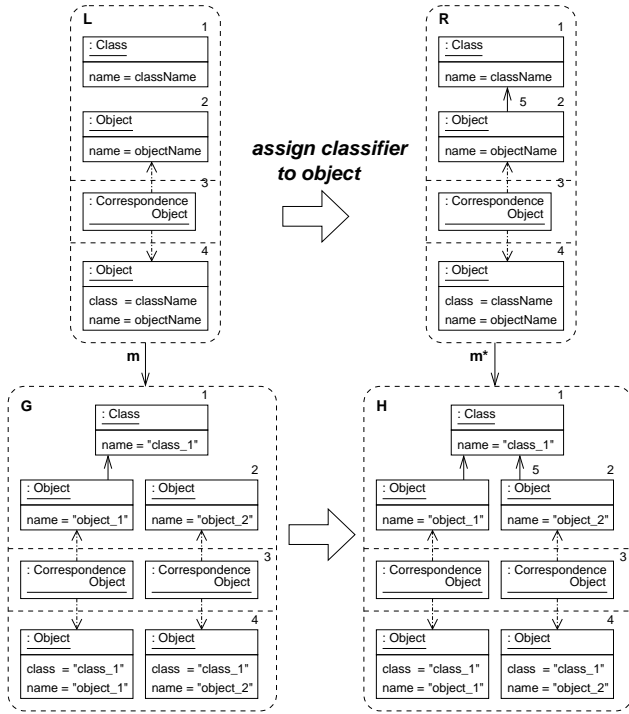 L
1
: Class
name = className
2
: Object
name = objectName
3
: Correspondence
Object
4
: Object
class = className
name = objectName
m
assign classifier
to object
R
1
: Class
name = className
5
2
: Object
name = objectName
3
: Correspondence
Object
4
: Object
class = className
name = objectName
m*
G
1
: Class
name = "class_1"
2
: Object
: Object
name = "object_1"
name = "object_2"
3
: Correspondence
Object
: Correspondence
Object
4
: Object
: Object
class = "class_1"
class = "class_1"
name = "object_1"
name = "object_2"
H
1
: Class
name = "class_1"
5
2
: Object
: Object
name = "object_1"
name = "object_2"
3
: Correspondence
Object
: Correspondence
Object
4
: Object
: Object
class = "class_1"
class = "class_1"
name = "object_1"
name = "object_2"